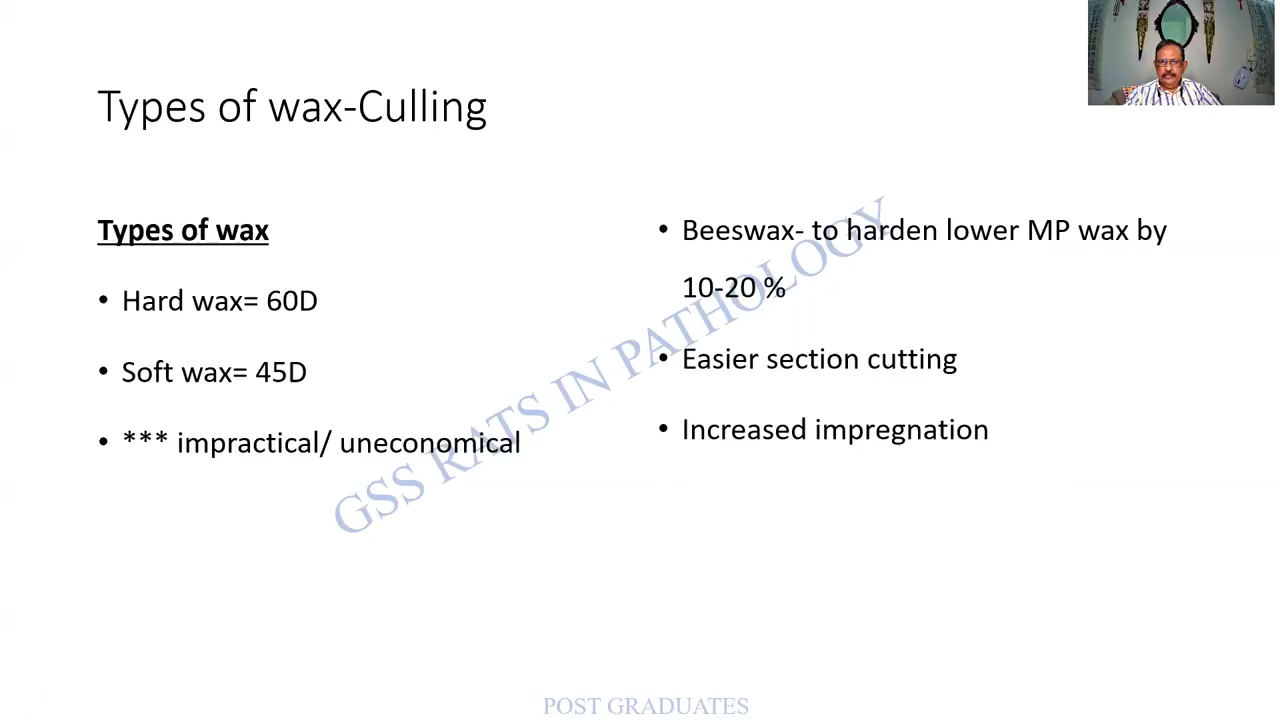 Types of wax-Culling
Types of wax
• Hard wax= 60D
• Soft wax= 45D
• *** impractical/ uneconomical
• Beeswax- to harden lower MP wax by
10-20 %
• Easier section cutting
• Increased impregnation
GSS RATS IN PATHOLOGY
POST GRADUATES